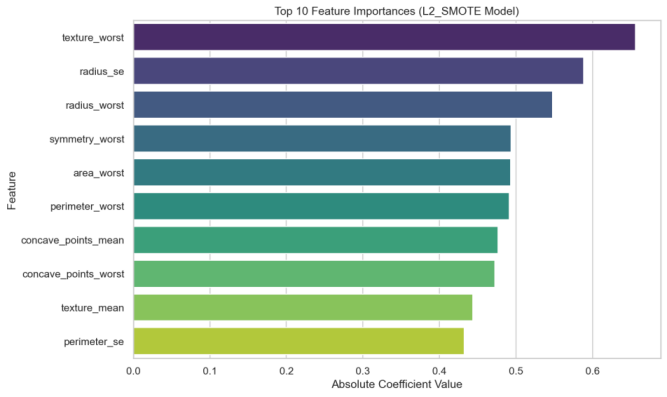 Top 10 Feature Importances (L2_SMOTE Model)
Feature
texture_worst
radius_se
radius_worst
symmetry_worst
area_worst
perimeter_worst
concave_points_mean
concave_points_worst
texture_mean
perimeter_se
0.0 0.1 0.2 0.3 0.4 0.5 0.6
Absolute Coefficient Value